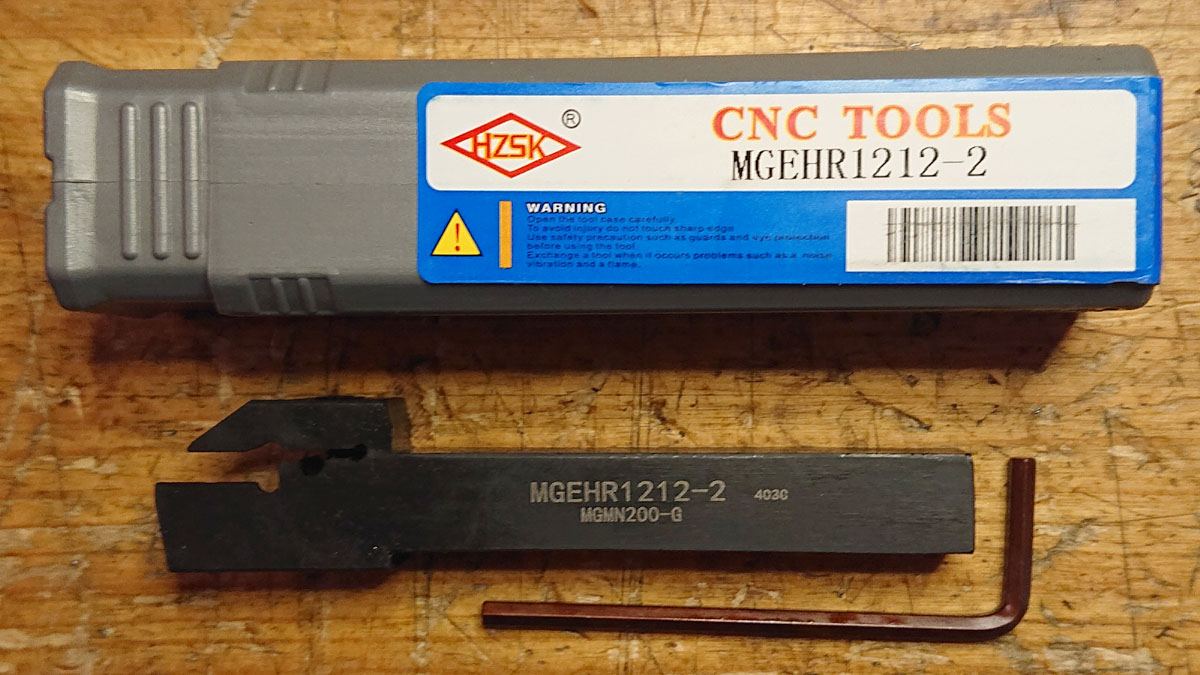 HZSK
®
CNC TOOLS
MGEHR1212-2
WARNING
Open the tool case carefully.
To avoid injury do not touch sharp edge
Use safety precaution such as guards and eye protection
before using the tool
Exchange a tool when it occurs problems such as a noise
vibration and a flame.
MGEHR1212-2 403C
MGMN200-G